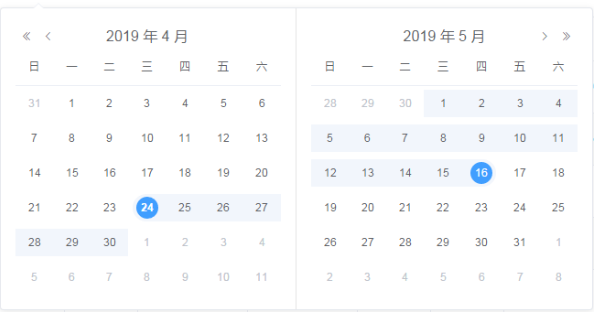 « ‹ 2019 年 4 月
日 一 二 三 四 五 六
31 1 2 3 4 5 6
7 8 9 10 11 12 13
14 15 16 17 18 19 20
21 22 23 24 25 26 27
28 29 30 1 2 3 4
5 6 7 8 9 10 11
2019 年 5 月 › »
日 一 二 三 四 五 六
28 29 30 1 2 3 4
5 6 7 8 9 10 11
12 13 14 15 16 17 18
19 20 21 22 23 24 25
26 27 28 29 30 31 1
2 3 4 5 6 7 8